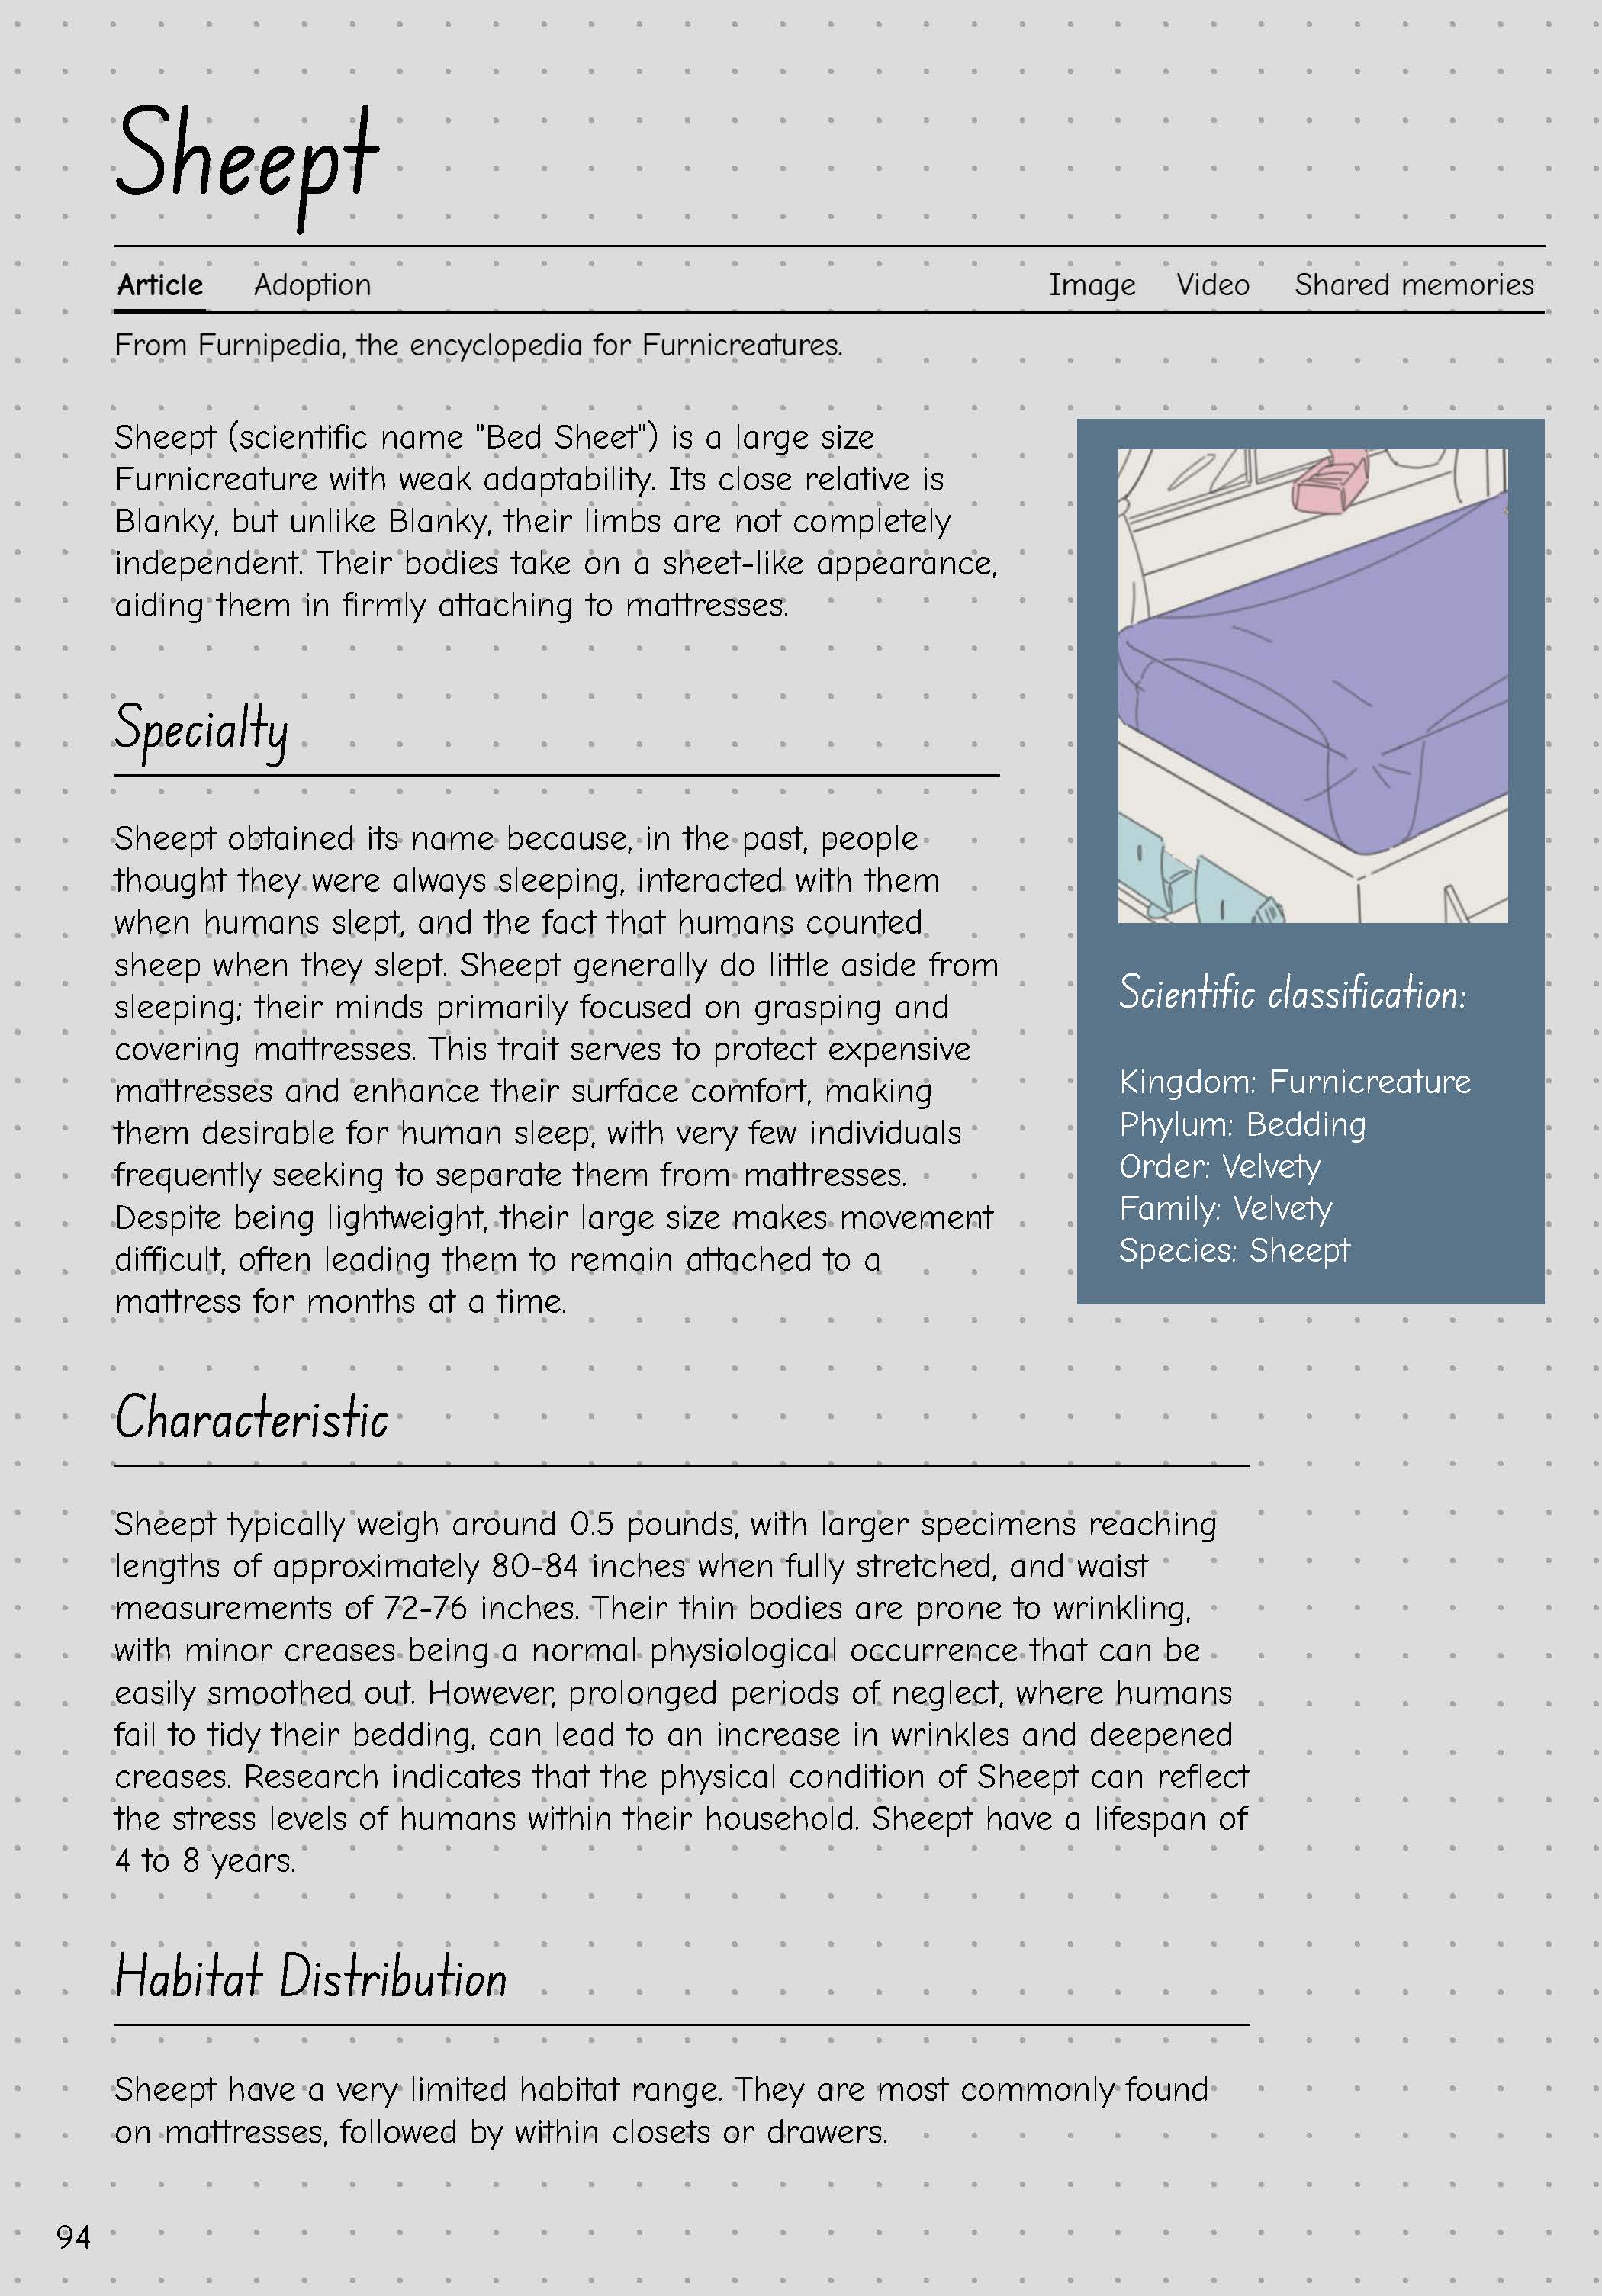 Sheept
Article Adoption Image Video Shared memories
From Furnipedia, the encyclopedia for Furnicreatures.
Sheept (scientific name "Bed Sheet") is a large size
Furnicreature with weak adaptability. Its close relative is
Blanky, but unlike Blanky, their limbs are not completely
independent. Their bodies take on a sheet-like appearance,
aiding them in firmly attaching to mattresses.
Specialty
Sheept obtained its name because, in the past, people
thought they were always sleeping, interacted with them
when humans slept, and the fact that humans counted
sheep when they slept. Sheept generally do little aside from
sleeping; their minds primarily focused on grasping and
covering mattresses. This trait serves to protect expensive
mattresses and enhance their surface comfort, making
them desirable for human sleep, with very few individuals
frequently seeking to separate them from mattresses.
Despite being lightweight, their large size makes movement
difficult, often leading them to remain attached to a
mattress for months at a time.
Scientific classification:
Kingdom: Furnicreature
Phylum: Bedding
Order: Velvety
Family: Velvety
Species: Sheept
Characteristic
Sheept typically weigh around 0.5 pounds, with larger specimens reaching
lengths of approximately 80-84 inches when fully stretched, and waist
measurements of 72-76 inches. Their thin bodies are prone to wrinkling,
with minor creases being a normal physiological occurrence that can be
easily smoothed out. However, prolonged periods of neglect, where humans
fail to tidy their bedding, can lead to an increase in wrinkles and deepened
creases. Research indicates that the physical condition of Sheept can reflect
the stress levels of humans within their household. Sheept have a lifespan of
4 to 8 years.
Habitat Distribution
Sheept have a very limited habitat range. They are most commonly found
on mattresses, followed by within closets or drawers.
94